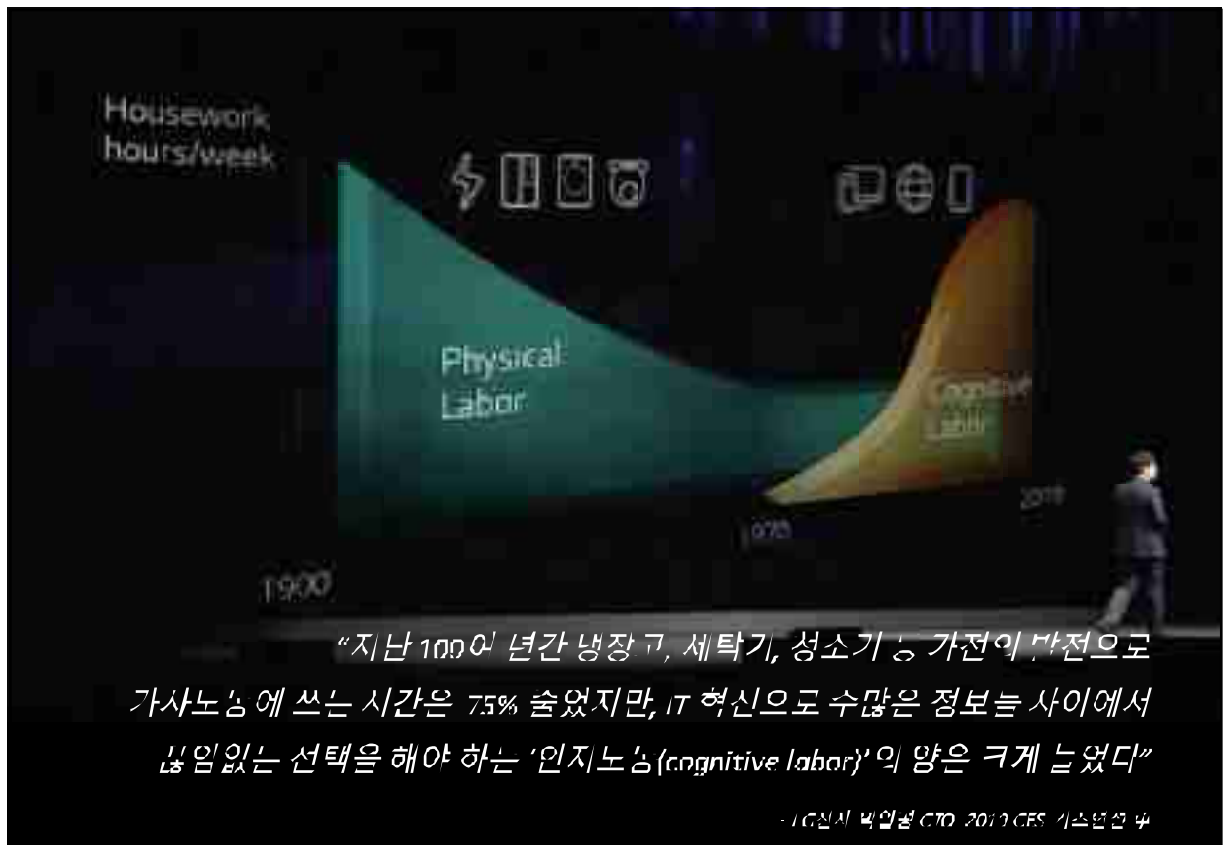 Housework
hours/week
Physical
Labor
Cognitive
Labor
2019
1970
1900
“지난 100여 년간 냉장고, 세탁기, 청소기 등 가전의 발전으로
가사노동에 쓰는 시간은 75% 줄었지만, IT 혁신으로 수많은 정보들 사이에서
끊임없는 선택을 해야 하는 ‘인지노동(cognitive labor)’의 양은 크게 늘었다”
- LG전자 박일평 CTO, 2019 CES 기조연설 中